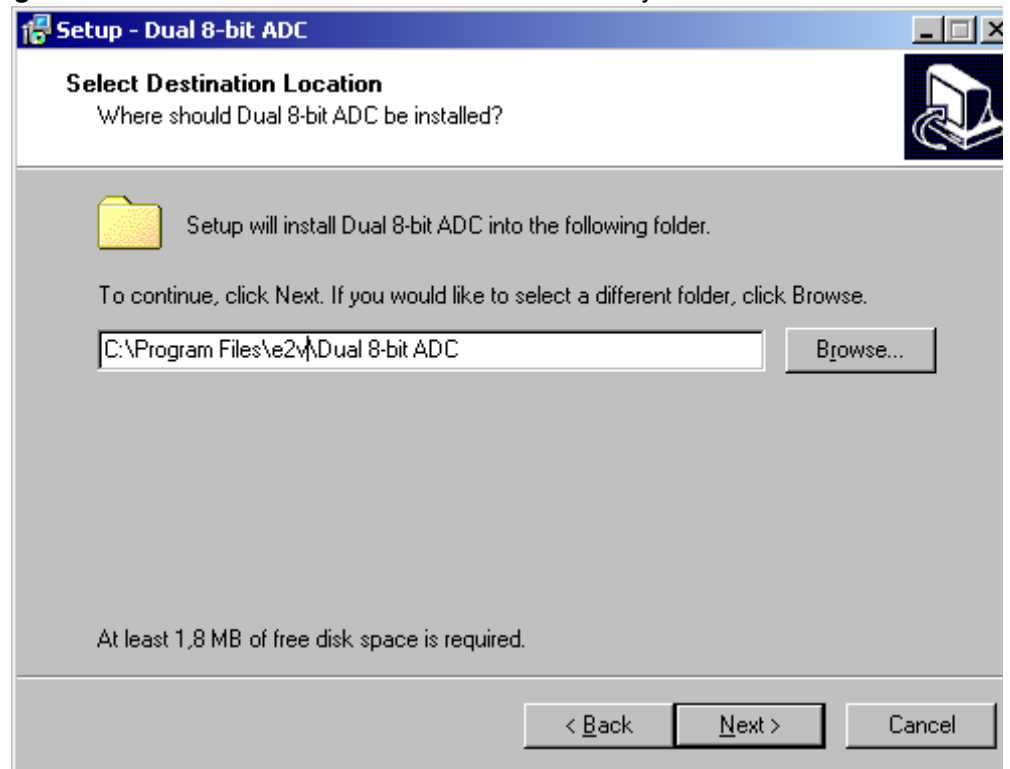 Setup - Dual 8-bit ADC
Select Destination Location
Where should Dual 8-bit ADC be installed?
Setup will install Dual 8-bit ADC into the following folder.
To continue, click Next. If you would like to select a different folder, click Browse.
C:\Program Files\e2v\Dual 8-bit ADC
Browse...
At least 1,8 MB of free disk space is required.
< Back Next > Cancel